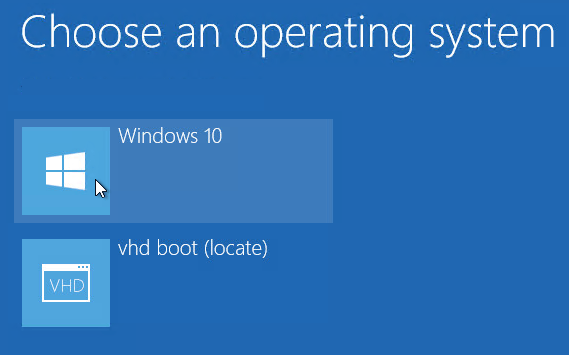 Choose an operating system
Windows 10
vhd boot (locate)
VHD